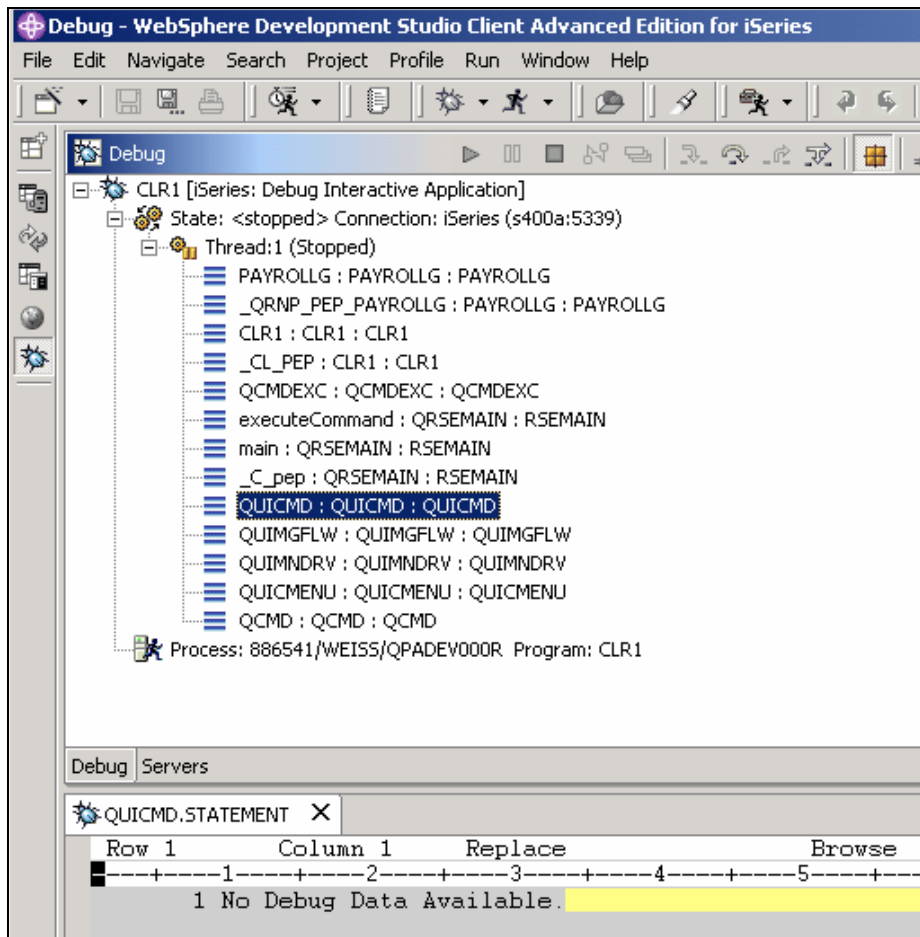 Debug - WebSphere Development Studio Client Advanced Edition for iSeries
File Edit Navigate Search Project Profile Run Window Help
Debug
CLR1 [iSeries: Debug Interactive Application]
State: <stopped> Connection: iSeries (s400a:5339)
Thread:1 (Stopped)
PAYROLLG : PAYROLLG : PAYROLLG
_QRNP_PEP_PAYROLLG : PAYROLLG : PAYROLLG
CLR1 : CLR1 : CLR1
_CL_PEP : CLR1 : CLR1
QCMDEXC : QCMDEXC : QCMDEXC
executeCommand : QRSEMAIN : RSEMAIN
main : QRSEMAIN : RSEMAIN
_C_pep : QRSEMAIN : RSEMAIN
QUICMD : QUICMD : QUICMD
QUIMGFLW : QUIMGFLW : QUIMGFLW
QUIMNDRV : QUIMNDRV : QUIMNDRV
QUICMENU : QUICMENU : QUICMENU
QCMD : QCMD : QCMD
Process: 886541/WEISS/QPADEV000R Program: CLR1
Debug Servers
QUICMD.STATEMENT X
Row 1 Column 1 Replace Browse
----+----1----+----2----+----3----+----4----+----5----+---
1 No Debug Data Available.